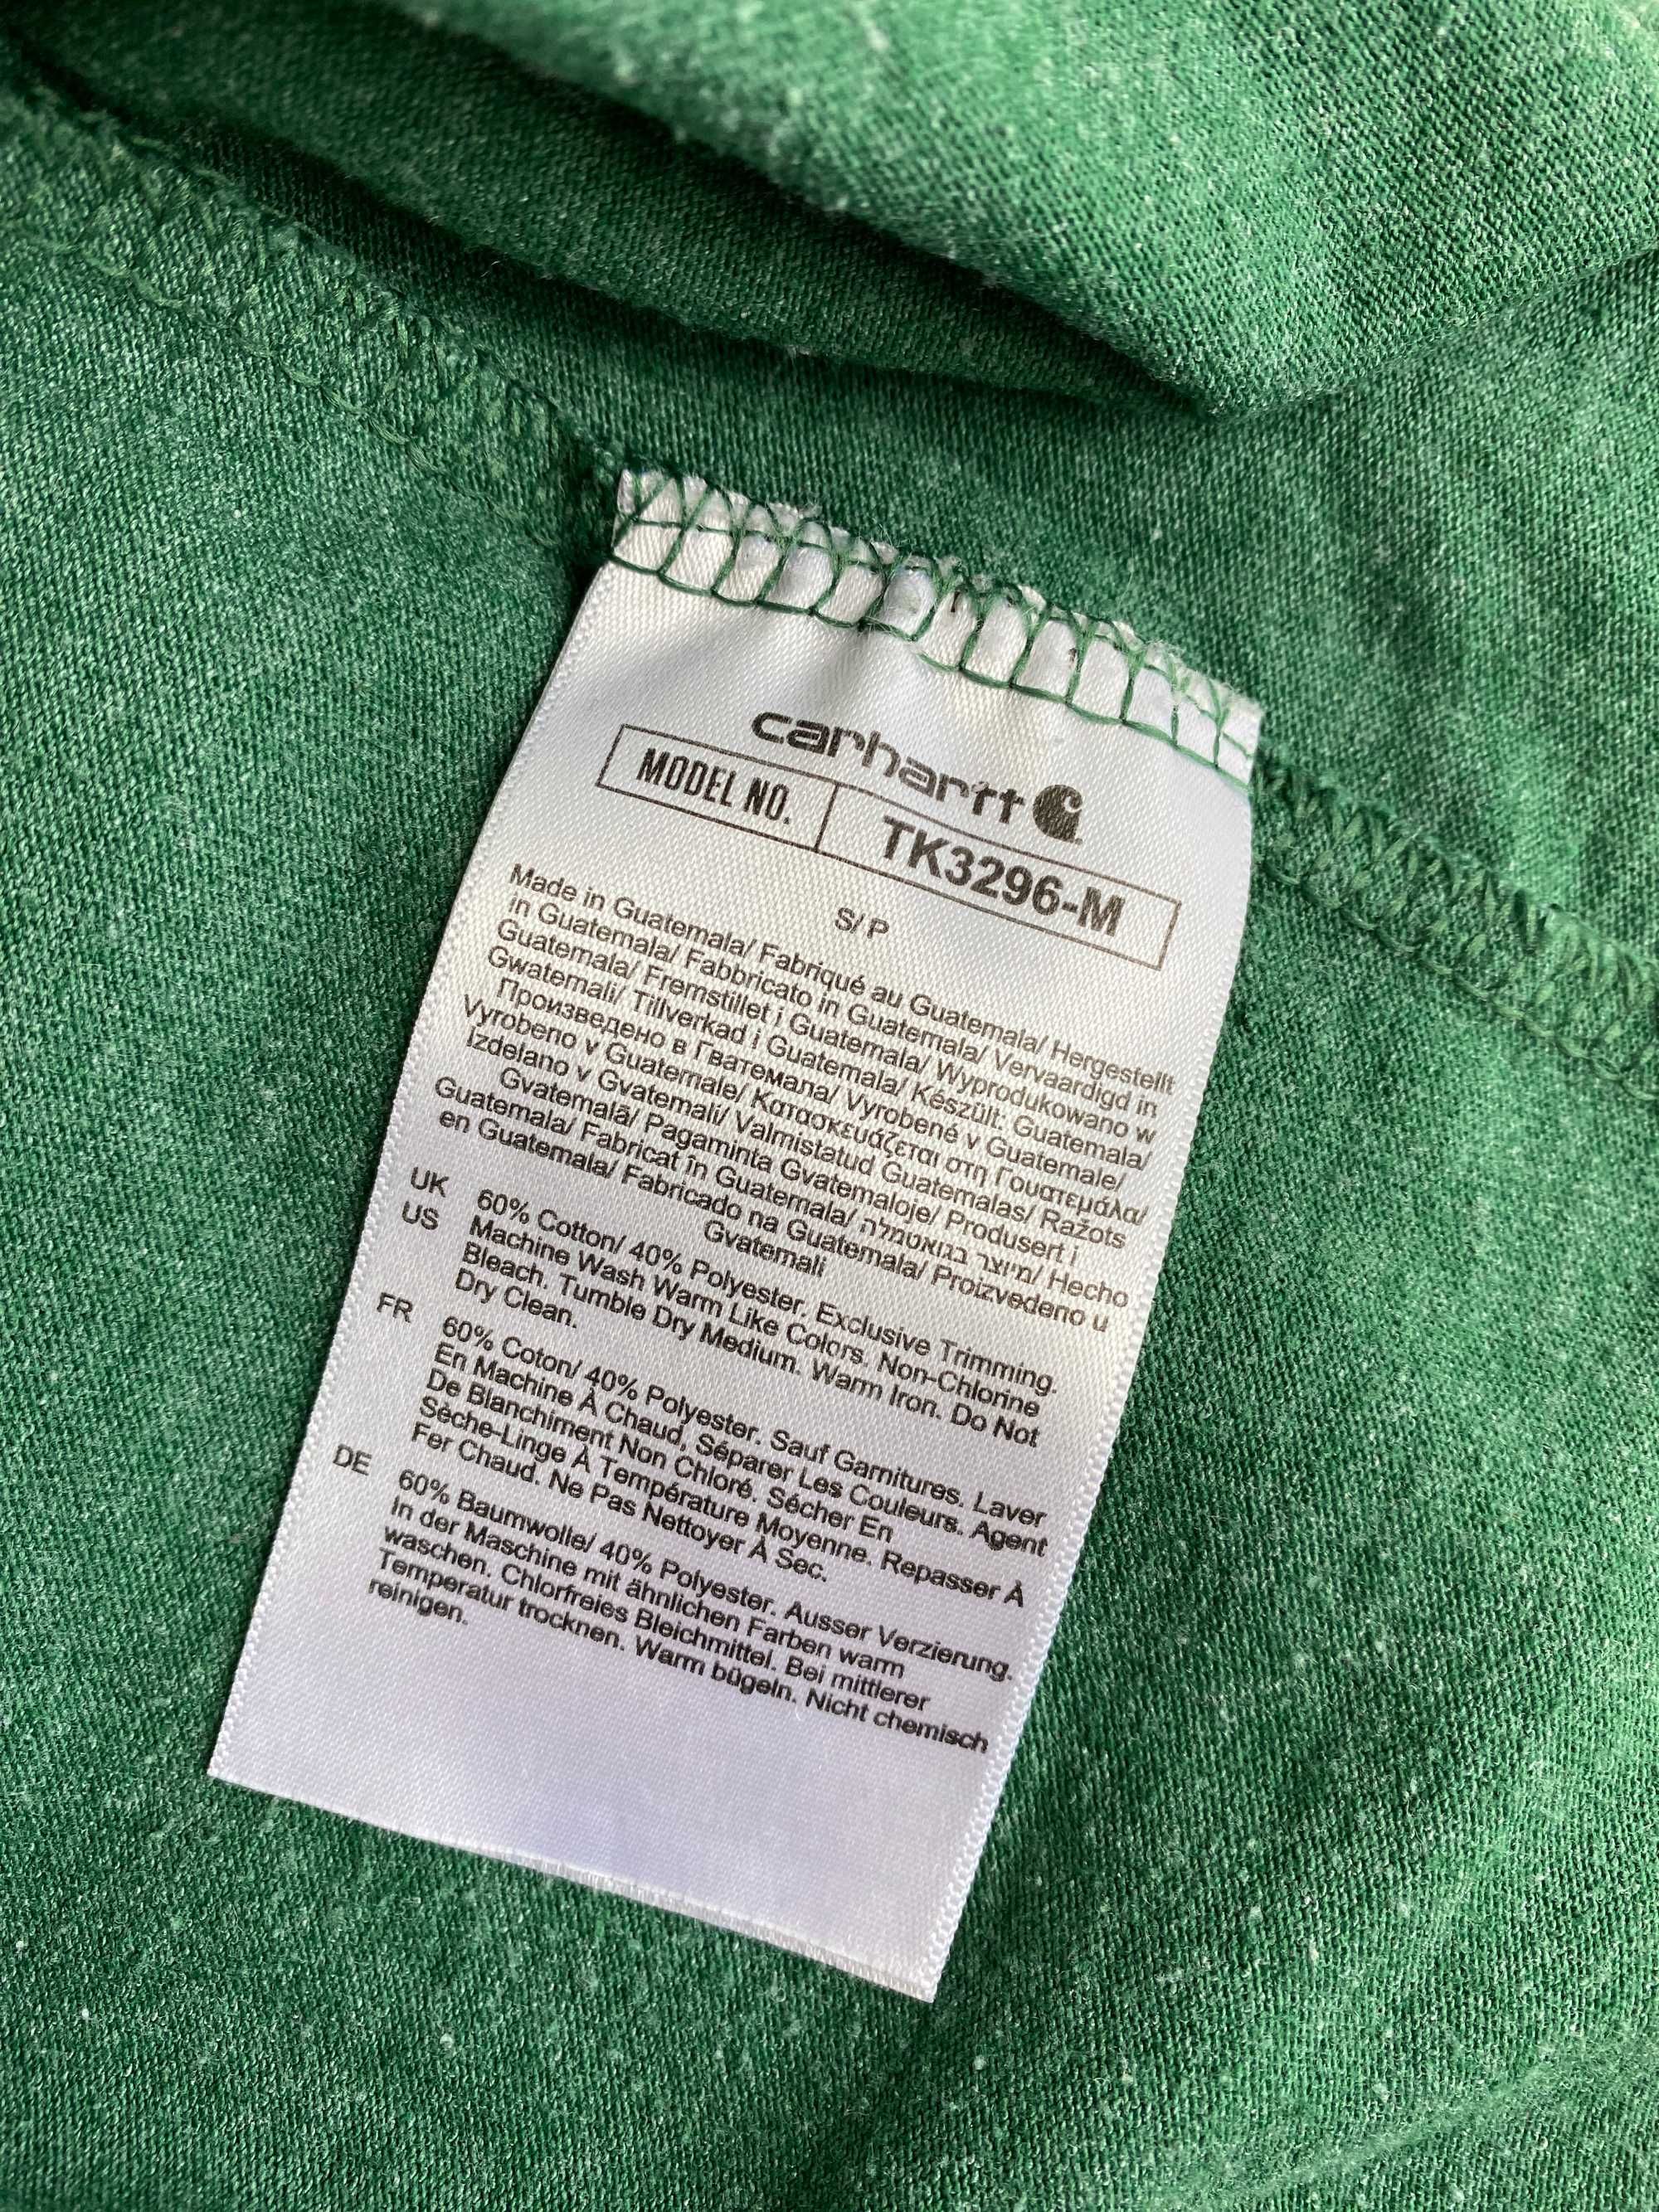 carhartt
MODEL NO. TK3296-M
S/ P
Made in Guatemala/ Fabriqué au Guatemala/ Hergestellt
in Guatemala/ Fabbricato in Guatemala/ Vervaardigd in
Guatemala/ Fremstillet i Guatemala/ Wyprodukowano w
Gwatemali/ Tillverkad i Guatemala/ Készült: Guatemala/
Произведено в Гватемала/ Vyrobené v Guatemale/
Vyrobeno v Guatemale/ Κατασκευάζεται στη Γουατεμάλα/
Izdelano v Gvatemali/ Valmistatud Guatemalas/ Ražots
Gvatemalā/ Pagaminta Gvatemaloje/ Produsert i
Guatemala/ Fabricat în Guatemala/ מיוצר בגואטמלה/ Hecho
en Guatemala/ Fabricado na Guatemala/ Proizvedeno u
Gvatemali
UK 60% Cotton/ 40% Polyester. Exclusive Trimming.
US Machine Wash Warm Like Colors. Non-Chlorine
Bleach. Tumble Dry Medium. Warm Iron. Do Not
Dry Clean.
FR 60% Coton/ 40% Polyester. Sauf Garnitures. Laver
En Machine À Chaud, Séparer Les Couleurs. Agent
De Blanchiment Non Chloré. Sécher En
Sèche-Linge À Température Moyenne. Repasser À
Fer Chaud. Ne Pas Nettoyer À Sec.
DE 60% Baumwolle/ 40% Polyester. Ausser Verzierung.
In der Maschine mit ähnlichen Farben warm
waschen. Chlorfreies Bleichmittel. Bei mittlerer
Temperatur trocknen. Warm bügeln. Nicht chemisch
reinigen.